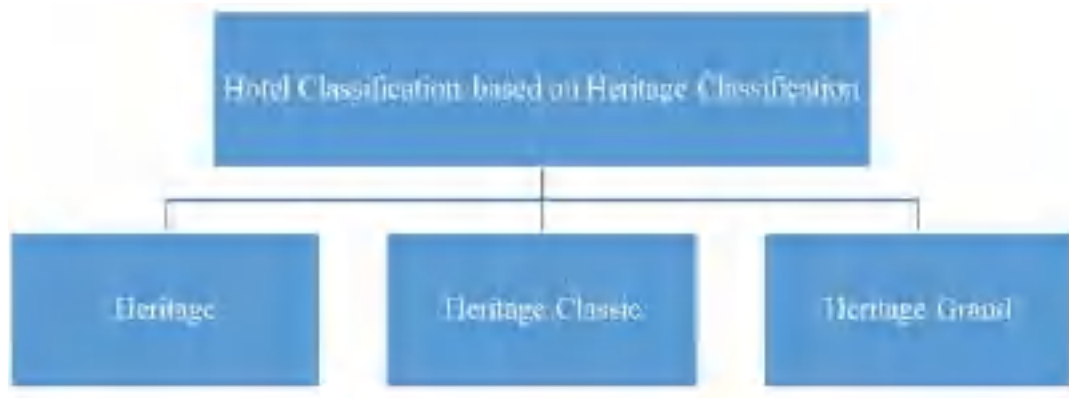 Hotel Classification based on Heritage Classification
Heritage
Heritage Classic
Heritage Grand